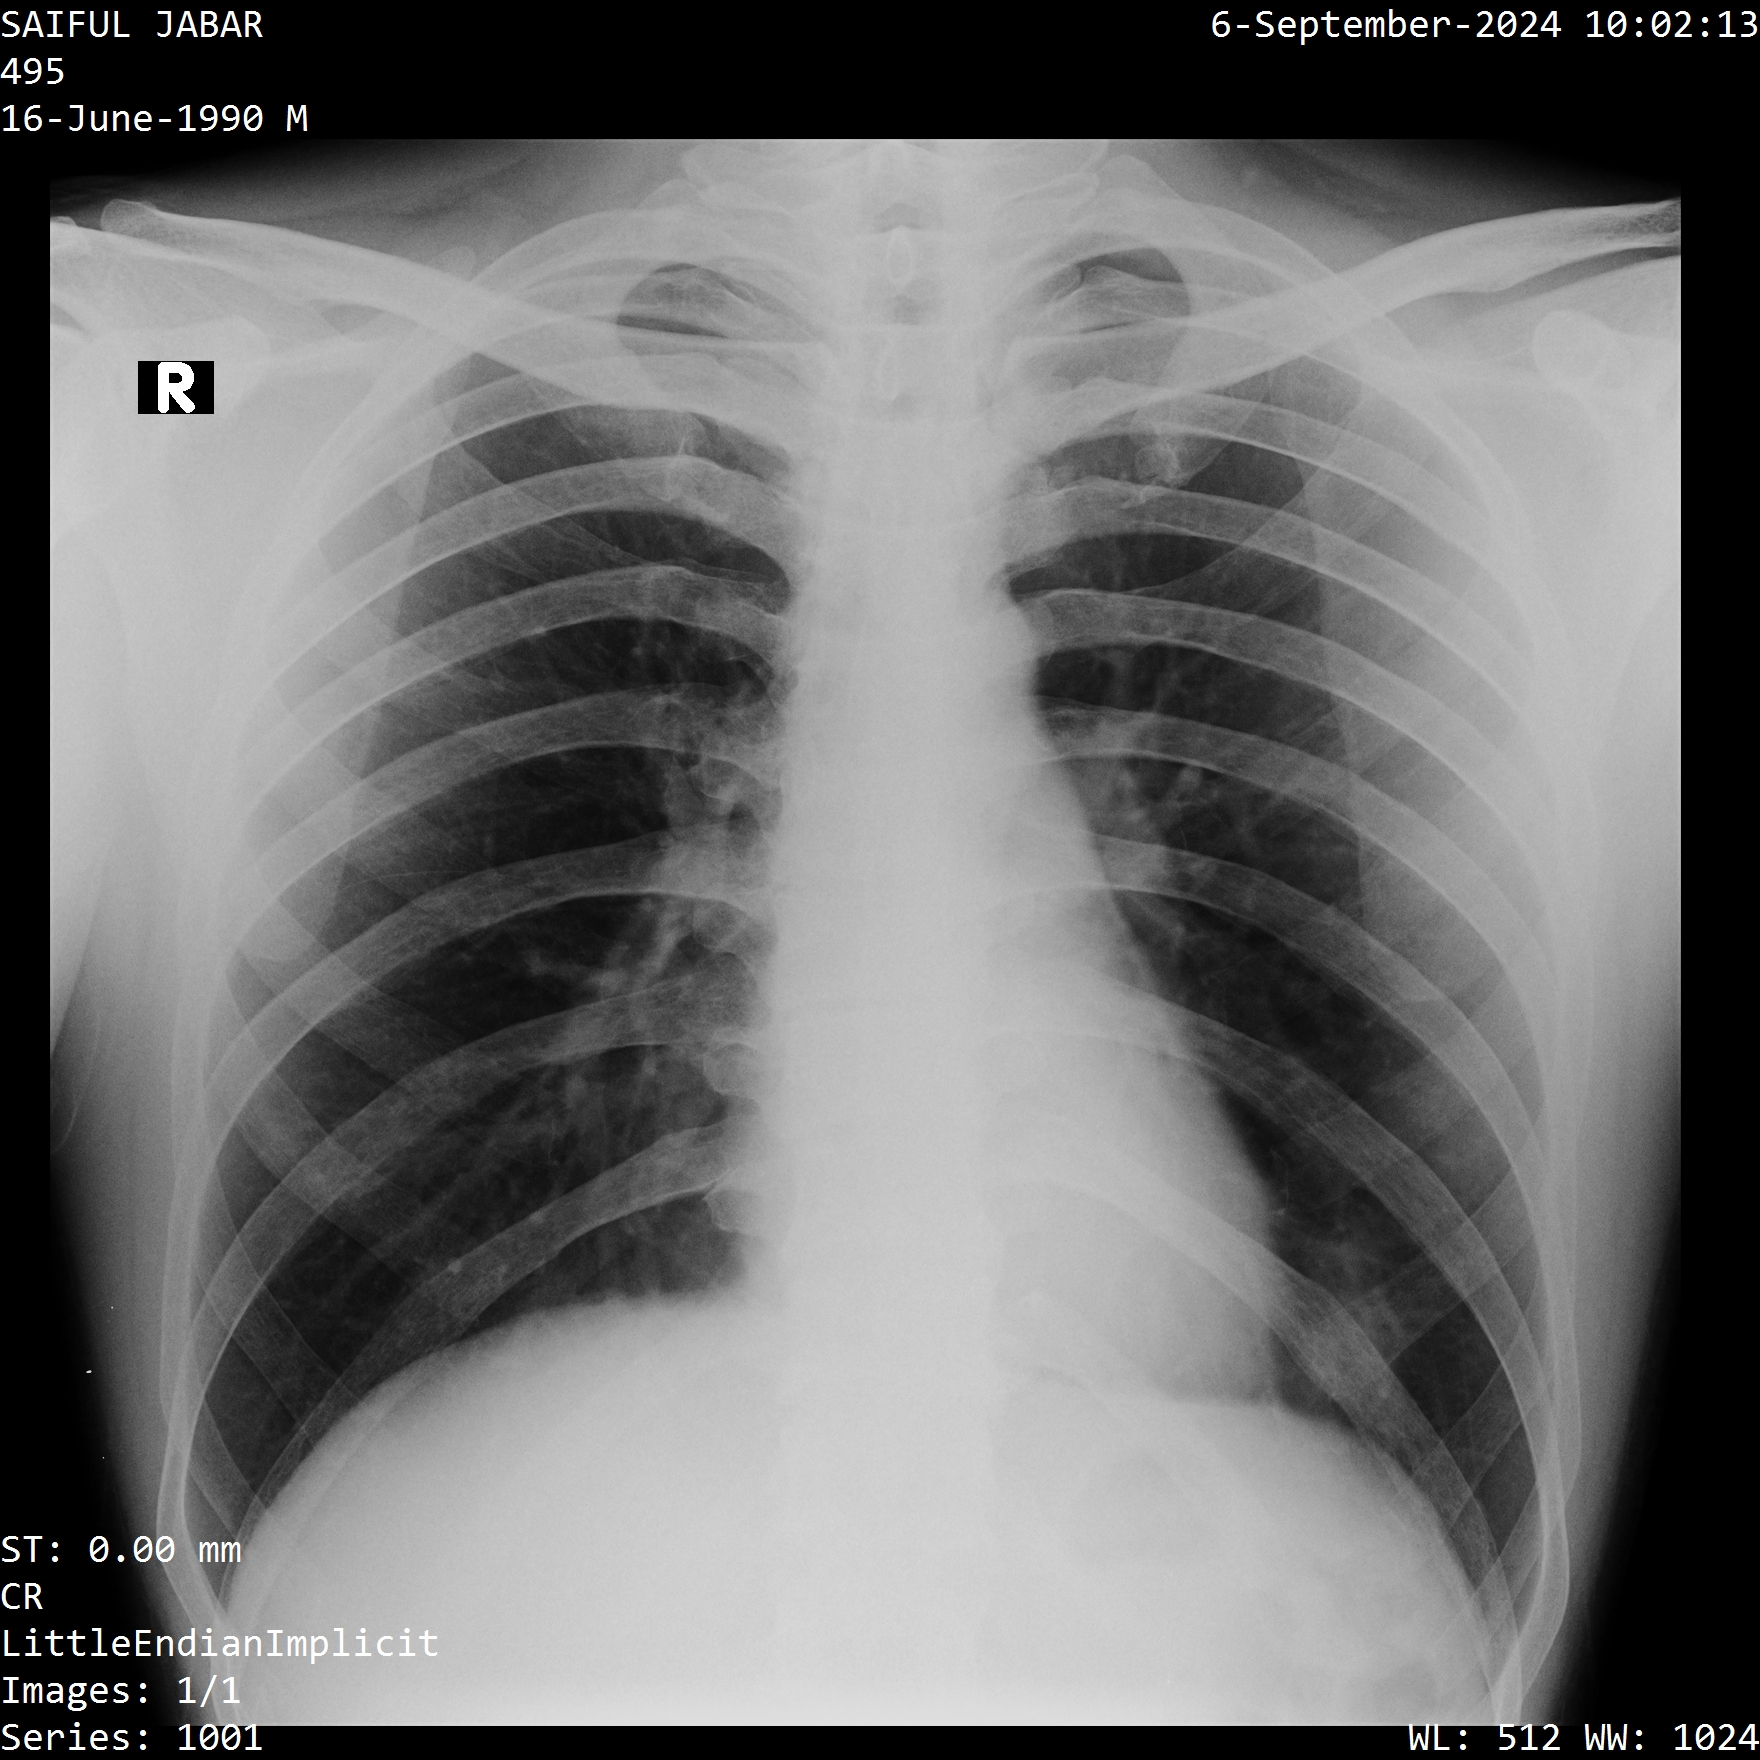 SAIFUL JABAR
495
16-June-1990 M
6-September-2024 10:02:13
R
ST: 0.00 mm
CR
LittleEndianImplicit
Images: 1/1
Series: 1001
WL: 512 WW: 1024